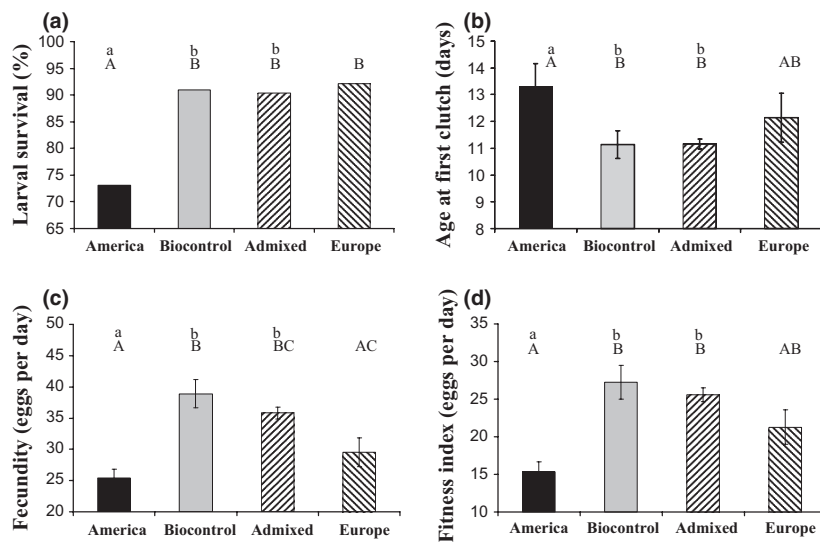 (a)
Larval survival (%)
100
95
90
85
80
75
70
65
a
A
b
B
b
B
B
America Biocontrol Admixed Europe
(b)
Age at first clutch (days)
15
14
13
12
11
10
9
8
a
A
b
B
b
B
AB
America Biocontrol Admixed Europe
(c)
Fecundity (eggs per day)
50
45
40
35
30
25
20
a
A
b
B
b
BC
AC
America Biocontrol Admixed Europe
(d)
Fitness index (eggs per day)
35
30
25
20
15
10
a
A
b
B
b
B
AB
America Biocontrol Admixed Europe